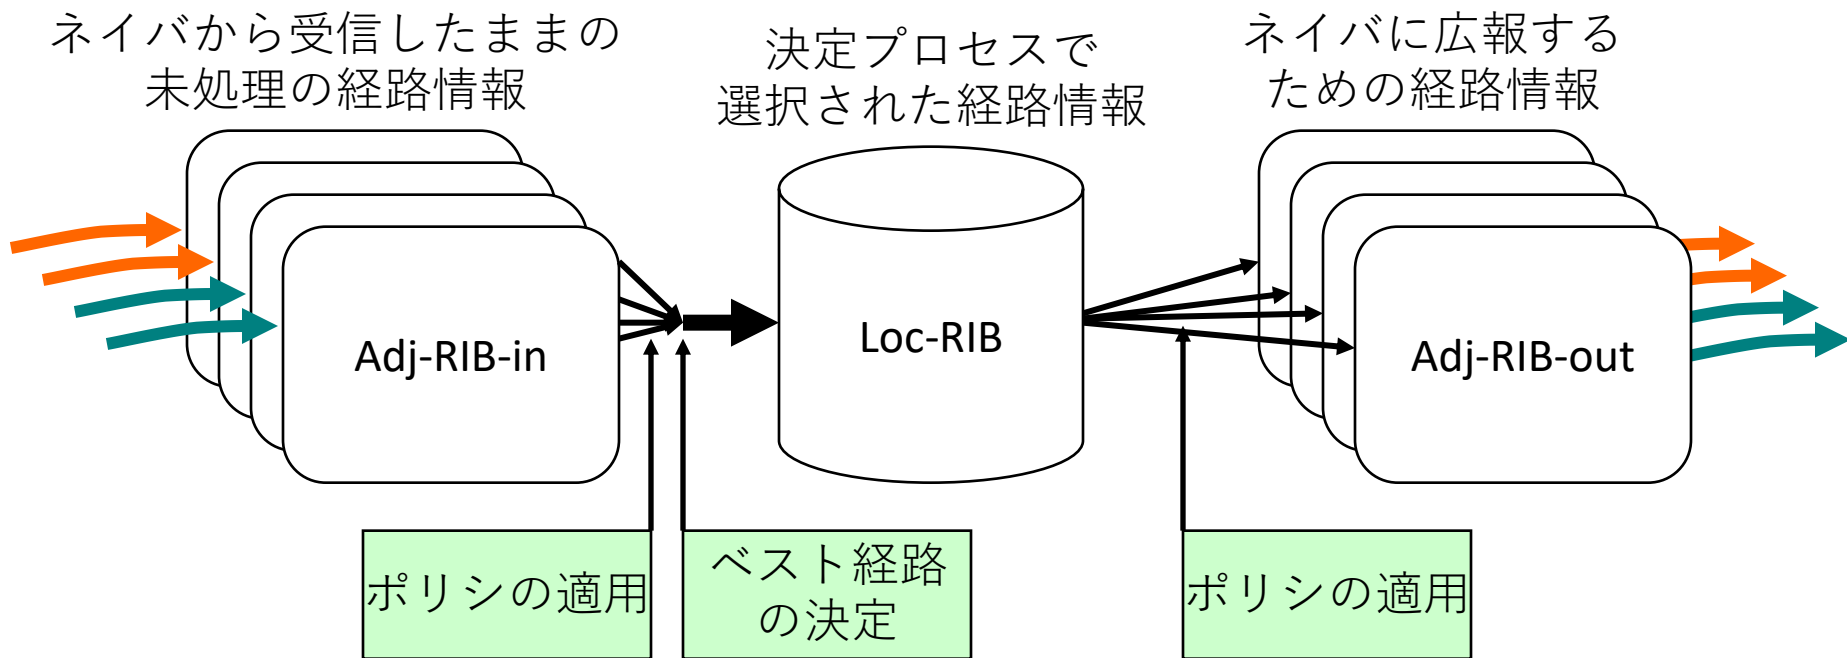 ネイバから受信したままの
未処理の経路情報
決定プロセスで
選択された経路情報
ネイバに広報する
ための経路情報
Adj-RIB-in
Loc-RIB
Adj-RIB-out
ポリシの適用
ベスト経路
の決定
ポリシの適用